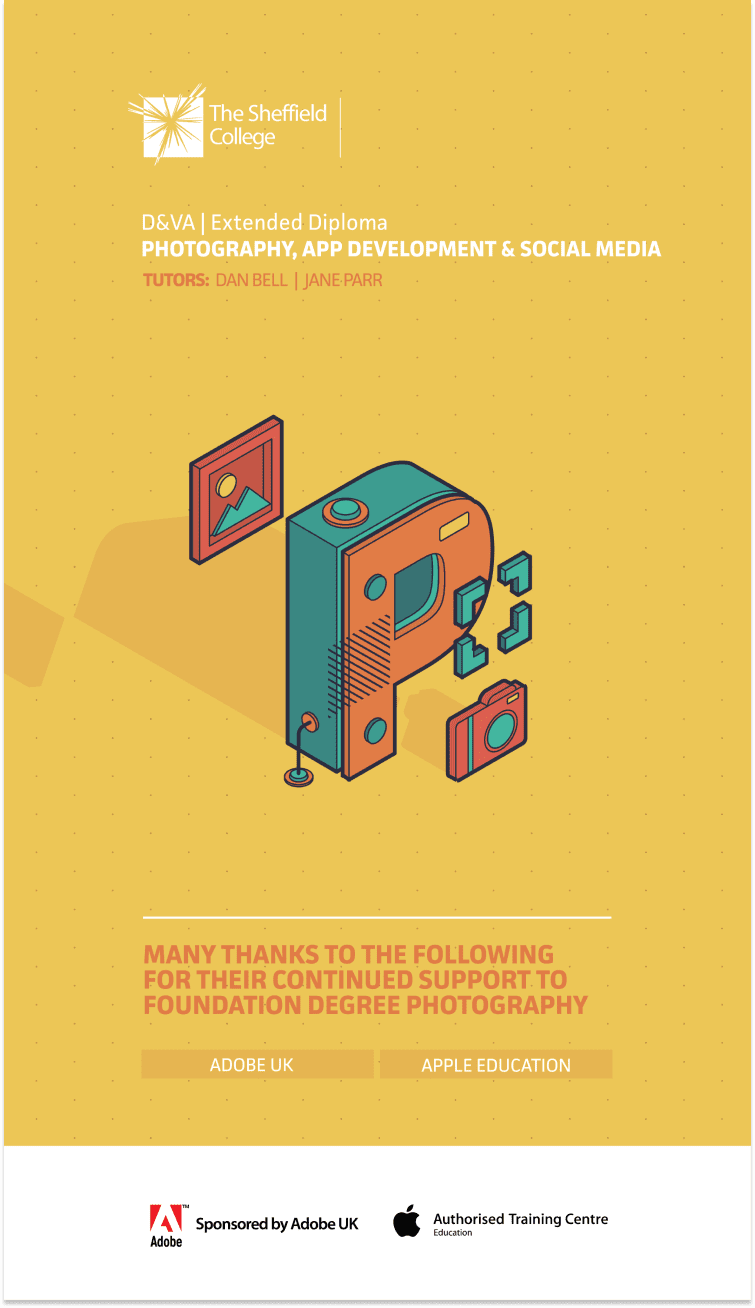 The Sheffield
College
D&VA | Extended Diploma
PHOTOGRAPHY, APP DEVELOPMENT & SOCIAL MEDIA
TUTORS: DAN BELL | JANE PARR
MANY THANKS TO THE FOLLOWING
FOR THEIR CONTINUED SUPPORT TO
FOUNDATION DEGREE PHOTOGRAPHY
ADOBE UK
APPLE EDUCATION
Adobe™
Sponsored by Adobe UK
Authorised Training Centre
Education